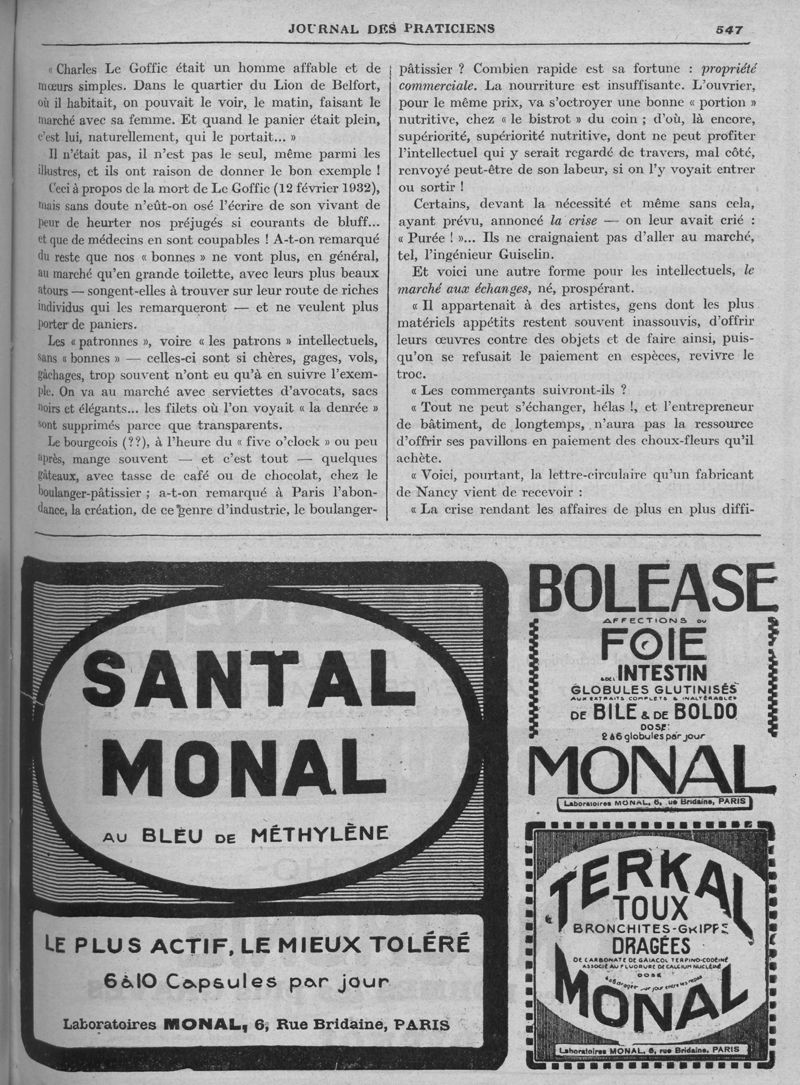 JOURNAL DES PRATICIENS
547
« Charles Le Goffic était un homme affable et de
mœurs simples. Dans le quartier du Lion de Belfort,
où il habitait, on pouvait le voir, le matin, faisant le
marché avec sa femme. Et quand le panier était plein,
c'est lui, naturellement, qui le portait... »
Il n'était pas, il n'est pas le seul, même parmi les
illustres, et ils ont raison de donner le bon exemple !
Ceci à propos de la mort de Le Goffic (12 février 1932),
mais sans doute n'eût-on osé l'écrire de son vivant de
peur de heurter nos préjugés si courants de bluff...
et que de médecins en sont coupables ! A-t-on remarqué
du reste que nos « bonnes » ne vont plus, en général,
au marché qu'en grande toilette, avec leurs plus beaux
atours — songent-elles à trouver sur leur route de riches
individus qui les remarqueront — et ne veulent plus
porter de paniers.
Les « patronnes », voire « les patrons » intellectuels,
sans « bonnes » — celles-ci sont si chères, gages, vols,
gâchages, trop souvent n'ont eu qu'à en suivre l'exem-
ple. On va au marché avec serviettes d'avocats, sacs
noirs et élégants... les filets où l'on voyait « la denrée »
sont supprimés parce que transparents.
Le bourgeois (??), à l'heure du « five o'clock » ou peu
après, mange souvent — et c'est tout — quelques
gâteaux, avec tasse de café ou de chocolat, chez le
boulanger-pâtissier ; a-t-on remarqué à Paris l'abon-
dance, la création, de ce genre d'industrie, le boulanger-
pâtissier ? Combien rapide est sa fortune : propriété
commerciale. La nourriture est insuffisante. L'ouvrier,
pour le même prix, va s'octroyer une bonne « portion »
nutritive, chez « le bistrot » du coin ; d'où, là encore,
supériorité, supériorité nutritive, dont ne peut profiter
l'intellectuel qui y serait regardé de travers, mal côté,
renvoyé peut-être de son labeur, si on l'y voyait entrer
ou sortir !
Certains, devant la nécessité et même sans cela,
ayant prévu, annoncé la crise — on leur avait crié :
« Purée ! »... Ils ne craignaient pas d'aller au marché,
tel, l'ingénieur Guiselin.
Et voici une autre forme pour les intellectuels, le
marché aux échanges, né, prospérant.
« Il appartenait à des artistes, gens dont les plus
matériels appétits restent souvent inassouvis, d'offrir
leurs œuvres contre des objets et de faire ainsi, puis-
qu'on se refusait le paiement en espèces, revivre le
troc.
« Les commerçants suivront-ils ?
« Tout ne peut s'échanger, hélas !, et l'entrepreneur
de bâtiment, de longtemps, n'aura pas la ressource
d'offrir ses pavillons en paiement des choux-fleurs qu'il
achète.
« Voici, pourtant, la lettre-circulaire qu'un fabricant
de Nancy vient de recevoir :
« La crise rendant les affaires de plus en plus diffi-
SANTAL
MONAL
AU BLEU DE MÉTHYLÈNE
LE PLUS ACTIF, LE MIEUX TOLÉRÉ
6 à 10 Capsules par jour
Laboratoires MONAL, 6, Rue Bridaine, PARIS
BOLEASE
AFFECTIONS DU
FOIE
& DE L'INTESTIN
GLOBULES GLUTINISÉS
AUX EXTRAITS COMPLETS & INALTÉRABLES
DE BILE & DE BOLDO
DOSE:
2 à 6 globules par jour
MONAL
Laboratoires MONAL, 6, rue Bridaine, PARIS
TERKAL
TOUX
BRONCHITES-GRIPPE
DRAGÉES
DE CARBONATE DE GAÏACOL TERPINO-CODÉINÉ
ASSOCIÉ AU FLUORURE DE CALCIUM NUCLÉINÉ
DOSE
dragées par jour entre les repas
MONAL
Laboratoires MONAL, 6, rue Bridaine, PARIS